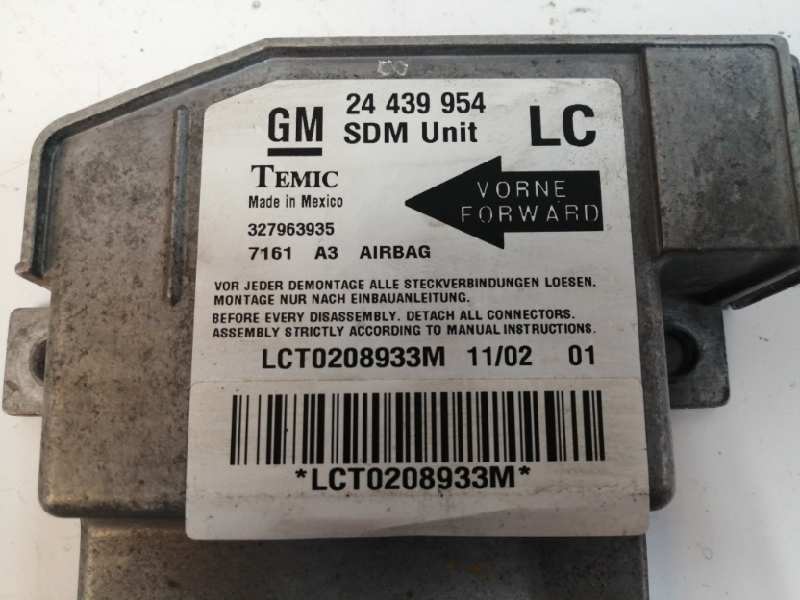 GM 24 439 954 LC
SDM Unit
TEMIC
Made in Mexico
VORNE
FORWARD
327963935
7161 A3 AIRBAG
VOR JEDER DEMONTAGE ALLE STECKVERBINDUNGEN LOESEN.
MONTAGE NUR NACH EINBAUANLEITUNG.
BEFORE EVERY DISASSEMBLY. DETACH ALL CONNECTORS.
ASSEMBLY STRICTLY ACCORDING TO MANUAL INSTRUCTIONS.
LCT0208933M 11/02 01
*LCT0208933M*